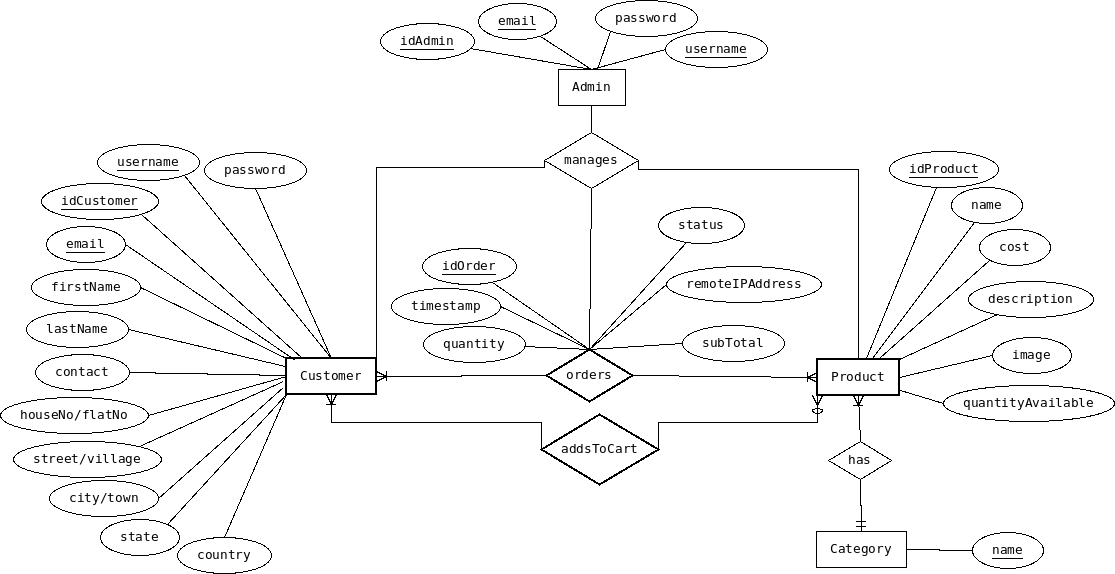 email
password
idAdmin
username
Admin
manages
username
password
idCustomer
email
firstName
lastName
contact
houseNo/flatNo
street/village
city/town
state
country
Customer
idOrder
timestamp
quantity
status
remoteIPAddress
subTotal
orders
addsToCart
idProduct
name
cost
description
image
quantityAvailable
Product
has
Category
name